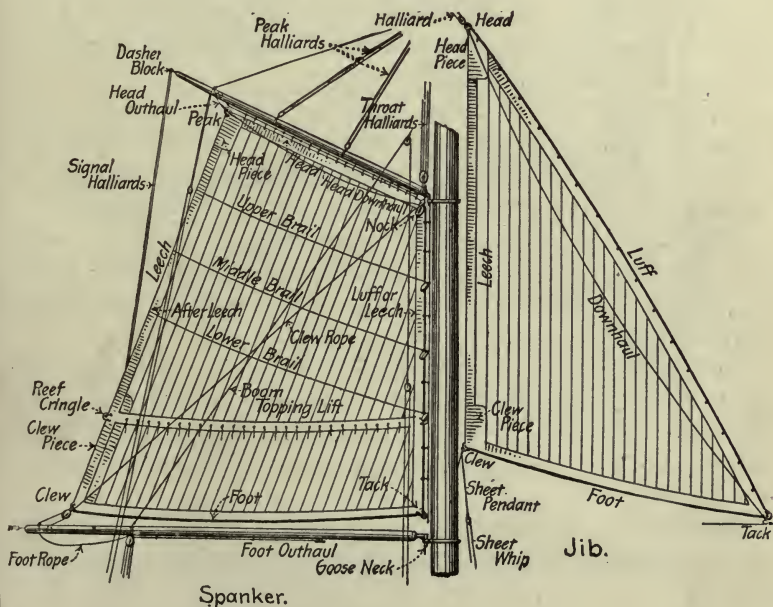 Halliard
Head
Peak
Halliards
Head
Piece
Dasher
Block
Head
Outhaul
Peak
Throat
Halliards
Signal
Halliards
Head
Piece
Head
Head Downhaul
Nock
Upper Brail
Leech
Middle Brail
Luff or
Leech
Leech
Luff
Downhaul
After Leech
Clew Rope
Lower Brail
Boom
Topping Lift
Reef
Cringle
Clew
Piece
Clew
Piece
Clew
Clew
Foot
Tack
Sheet
Pendant
Foot
Tack
Foot Rope
Foot Outhaul
Goose Neck
Sheet
Whip
Jib.
Spanker.